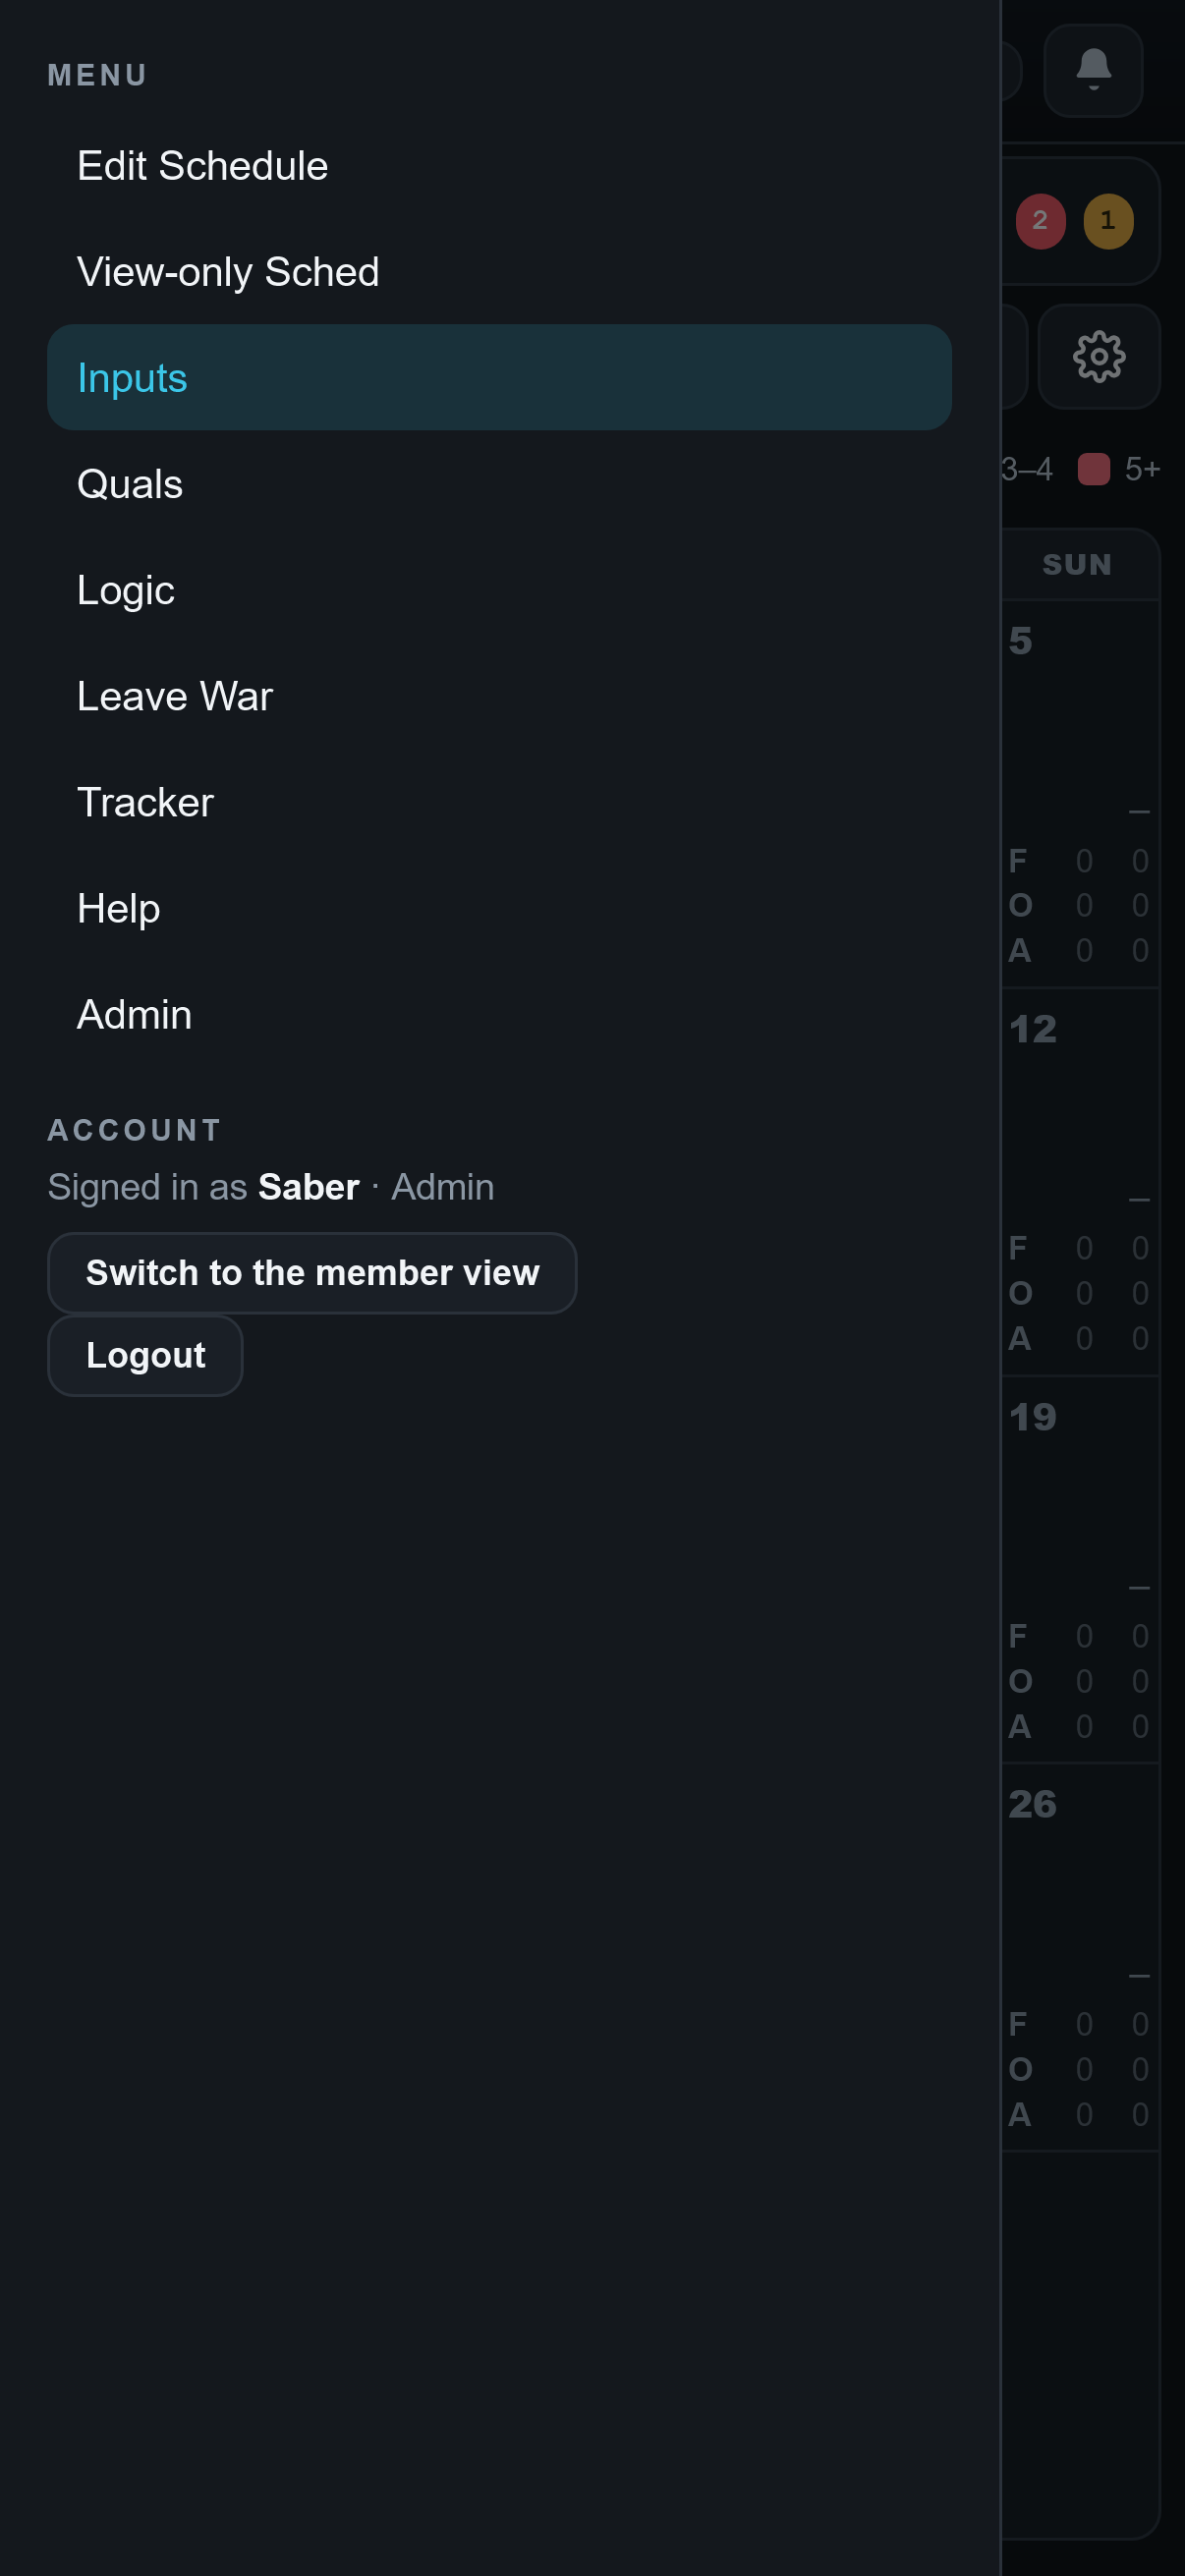 MENU
Edit Schedule
View-only Sched
Inputs
Quals
Logic
Leave War
Tracker
Help
Admin
ACCOUNT
Signed in as Saber · Admin
Switch to the member view
Logout
2 1
3–4 5+
SUN
5
–
F 0 0
O 0 0
A 0 0
12
–
F 0 0
O 0 0
A 0 0
19
–
F 0 0
O 0 0
A 0 0
26
–
F 0 0
O 0 0
A 0 0